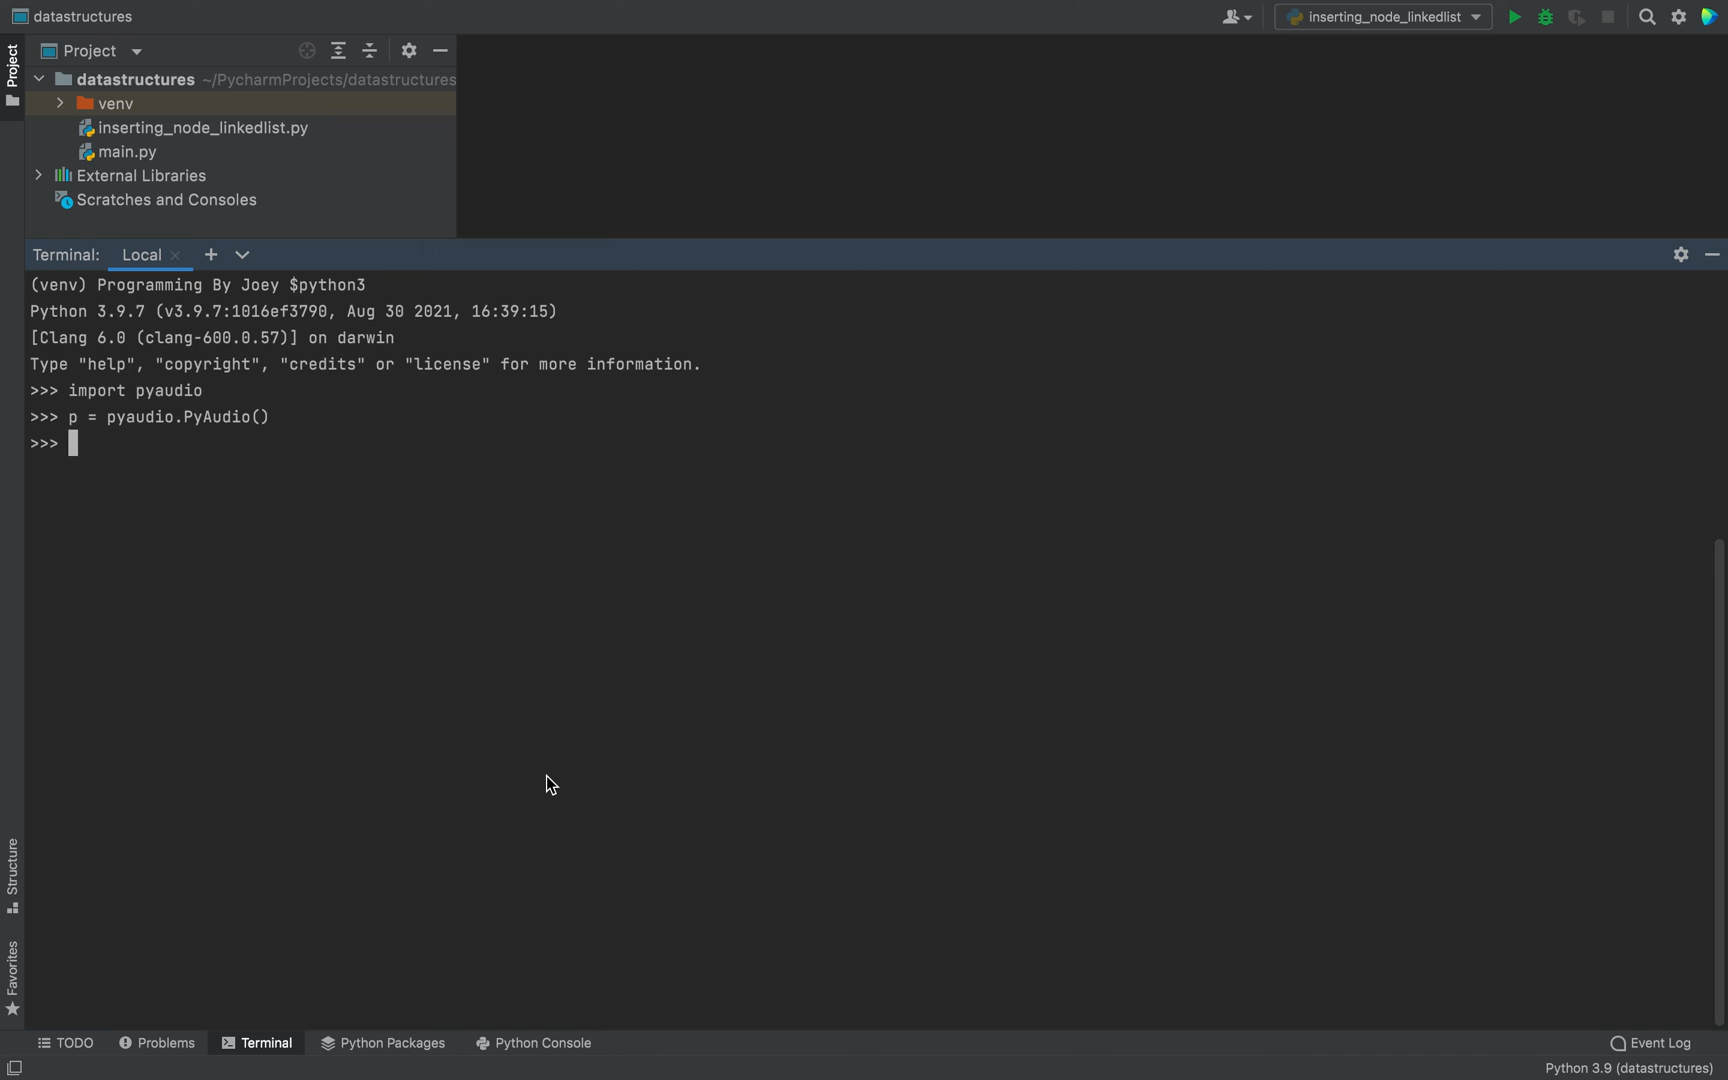 datastructures
inserting_node_linkedlist
Project
Project
datastructures ~/PycharmProjects/datastructures
venv
inserting_node_linkedlist.py
main.py
External Libraries
Scratches and Consoles
Terminal: Local
(venv) Programming By Joey $python3
Python 3.9.7 (v3.9.7:1016ef3790, Aug 30 2021, 16:39:15)
[Clang 6.0 (clang-600.0.57)] on darwin
Type "help", "copyright", "credits" or "license" for more information.
>>> import pyaudio
>>> p = pyaudio.PyAudio()
>>>
Structure
Favorites
TODO Problems Terminal Python Packages Python Console Event Log
Python 3.9 (datastructures)